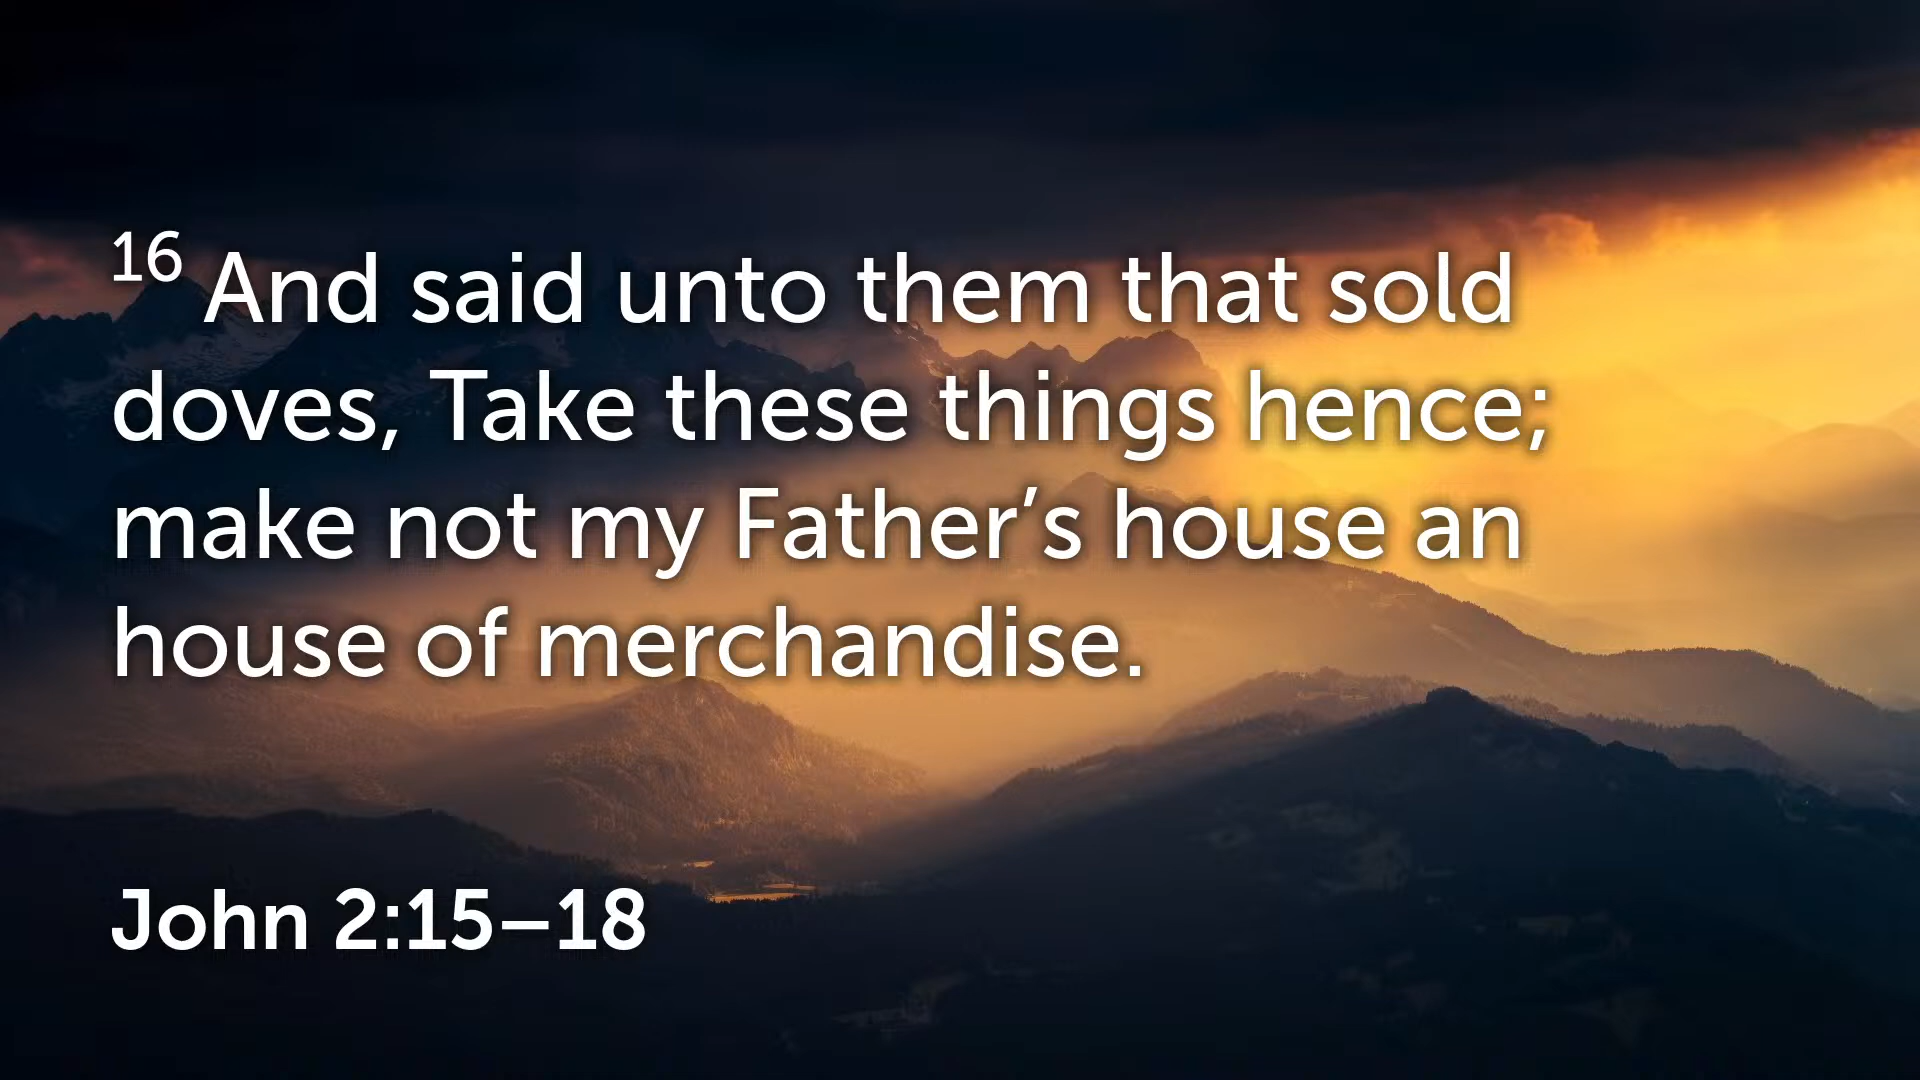 16 And said unto them that sold
doves, Take these things hence;
make not my Father’s house an
house of merchandise.
John 2:15–18